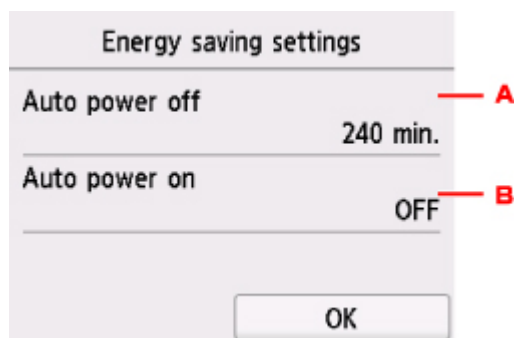 Energy saving settings
Auto power off
A
240 min.
Auto power on
B
OFF
OK